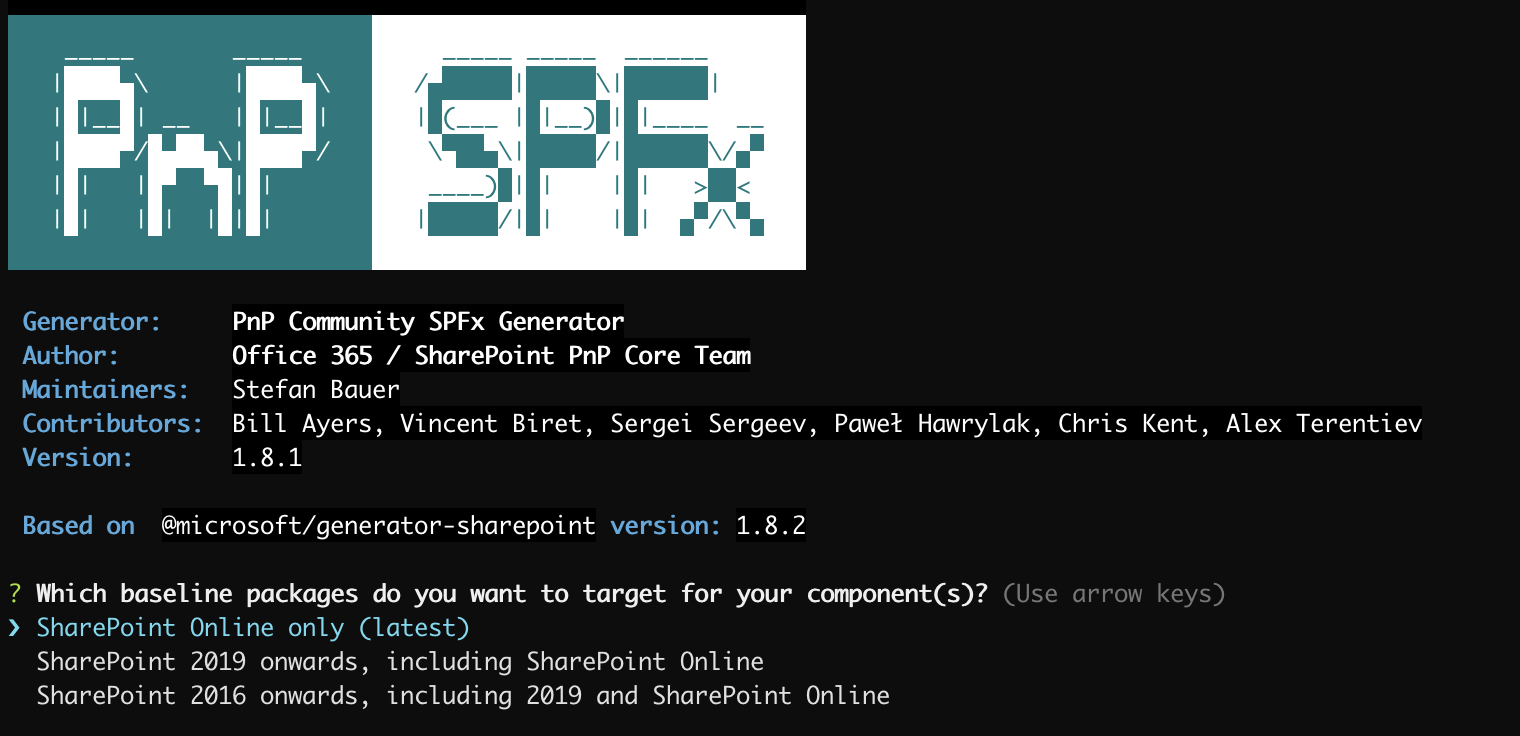 PnP SPFx
Generator: PnP Community SPFx Generator
Author: Office 365 / SharePoint PnP Core Team
Maintainers: Stefan Bauer
Contributors: Bill Ayers, Vincent Biret, Sergei Sergeev, Paweł Hawrylak, Chris Kent, Alex Terentiev
Version: 1.8.1
Based on @microsoft/generator-sharepoint version: 1.8.2
? Which baseline packages do you want to target for your component(s)? (Use arrow keys)
❯ SharePoint Online only (latest)
SharePoint 2019 onwards, including SharePoint Online
SharePoint 2016 onwards, including 2019 and SharePoint Online